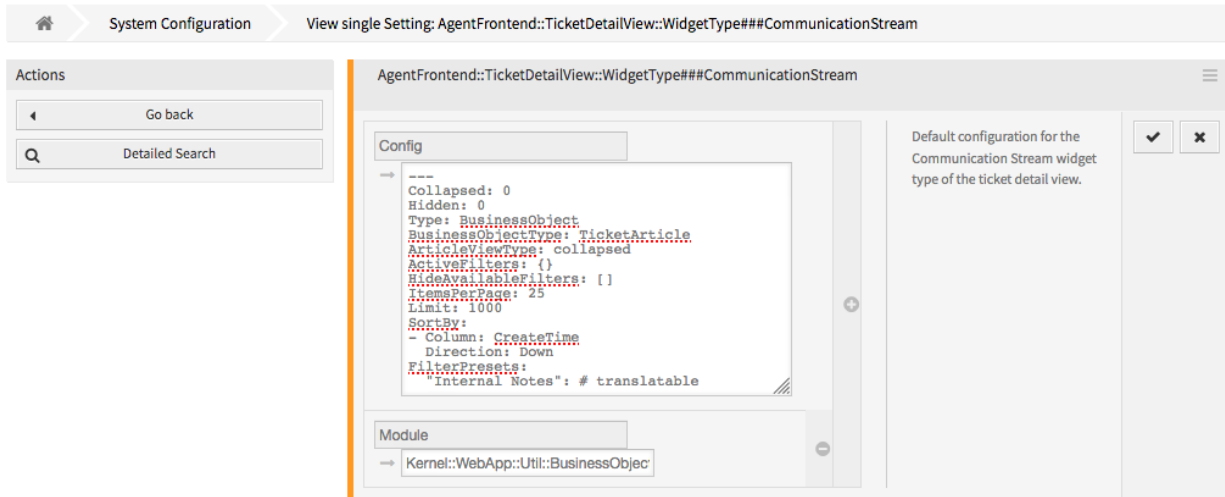 System Configuration
View single Setting: AgentFrontend::TicketDetailView::WidgetType###CommunicationStream
Actions
Go back
Detailed Search
AgentFrontend::TicketDetailView::WidgetType###CommunicationStream
Config
---
Collapsed: 0
Hidden: 0
Type: BusinessObject
BusinessObjectType: TicketArticle
ArticleViewType: collapsed
ActiveFilters: {}
HideAvailableFilters: []
ItemsPerPage: 25
Limit: 1000
SortBy:
- Column: CreateTime
  Direction: Down
FilterPresets:
  "Internal Notes": # translatable
Module
Kernel::WebApp::Util::BusinessObjec
Default configuration for the
Communication Stream widget
type of the ticket detail view.